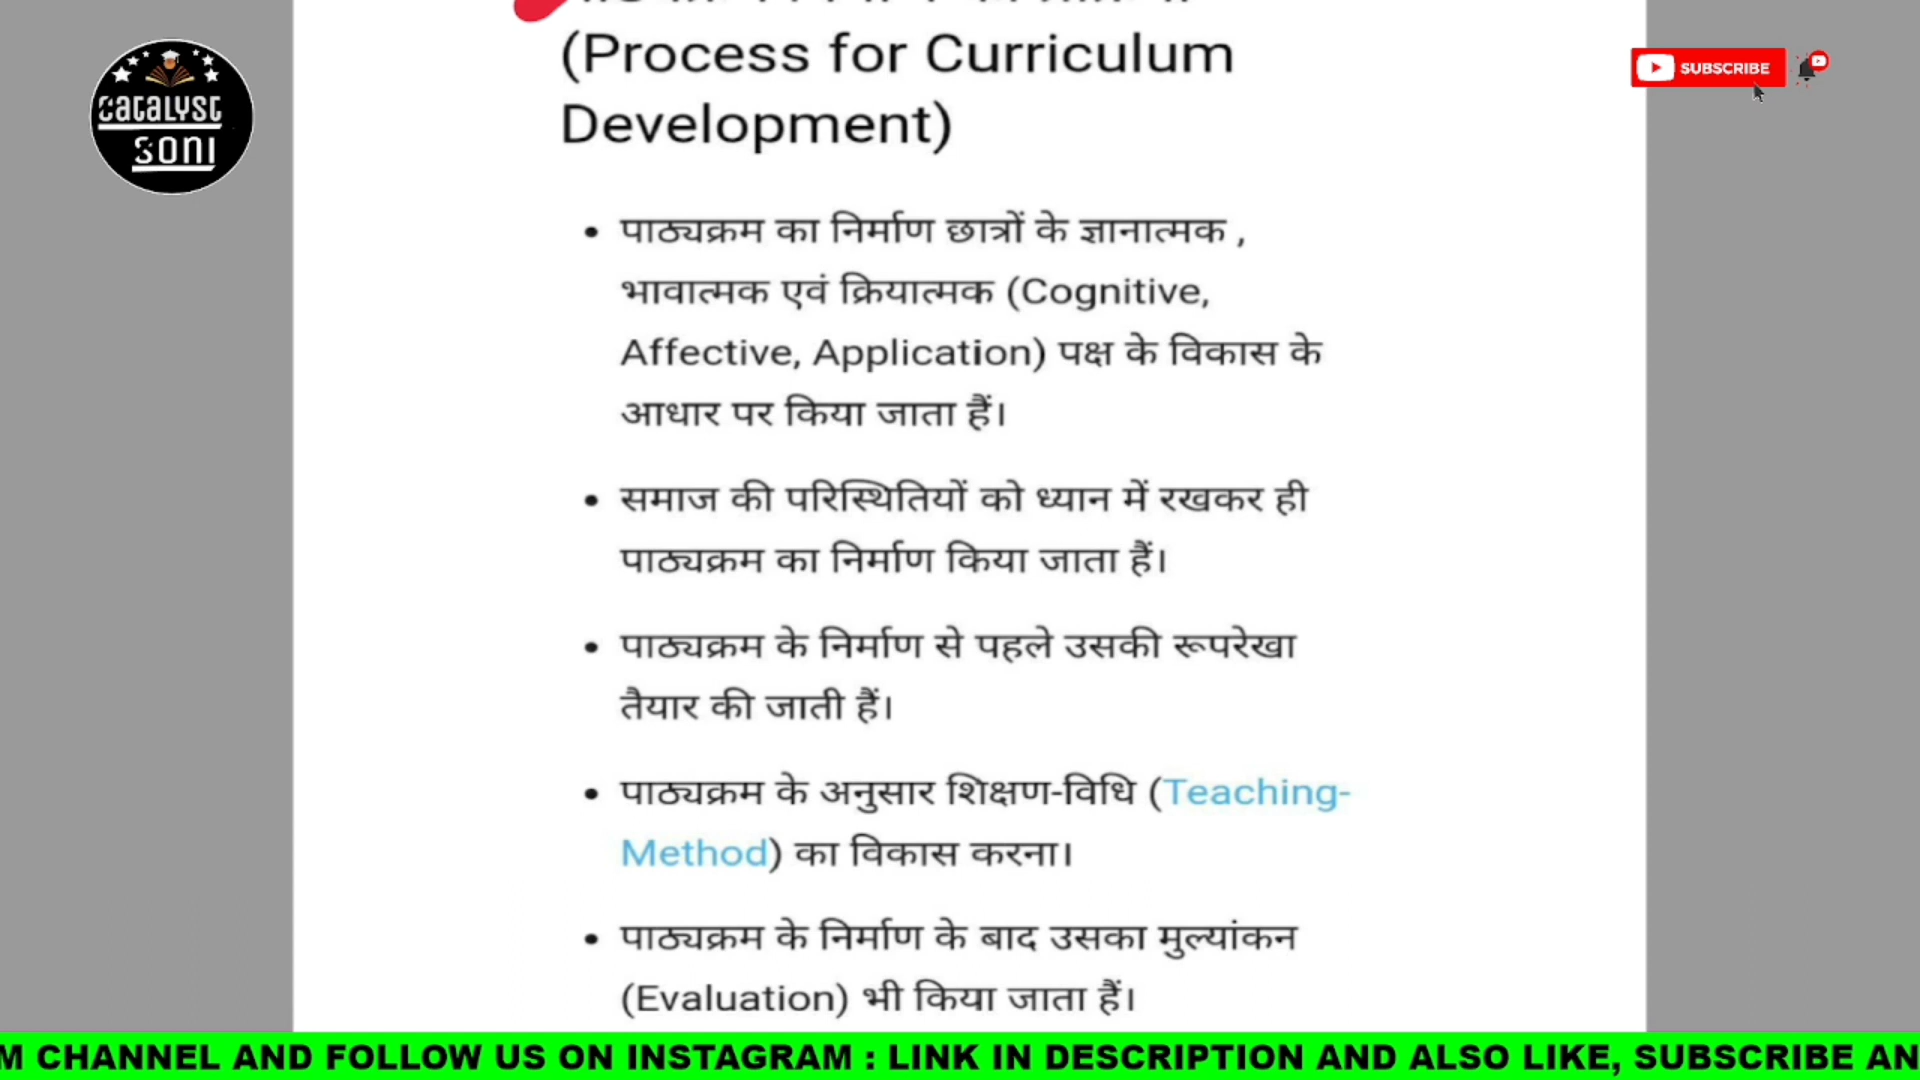 (Process for Curriculum
Development)
CATALYST
SONI
SUBSCRIBE
• पाठ्यक्रम का निर्माण छात्रों के ज्ञानात्मक ,
भावात्मक एवं क्रियात्मक (Cognitive,
Affective, Application) पक्ष के विकास के
आधार पर किया जाता हैं।
• समाज की परिस्थितियों को ध्यान में रखकर ही
पाठ्यक्रम का निर्माण किया जाता हैं।
• पाठ्यक्रम के निर्माण से पहले उसकी रूपरेखा
तैयार की जाती हैं।
• पाठ्यक्रम के अनुसार शिक्षण-विधि (Teaching-
Method) का विकास करना।
• पाठ्यक्रम के निर्माण के बाद उसका मुल्यांकन
(Evaluation) भी किया जाता हैं।
M CHANNEL AND FOLLOW US ON INSTAGRAM : LINK IN DESCRIPTION AND ALSO LIKE, SUBSCRIBE AN